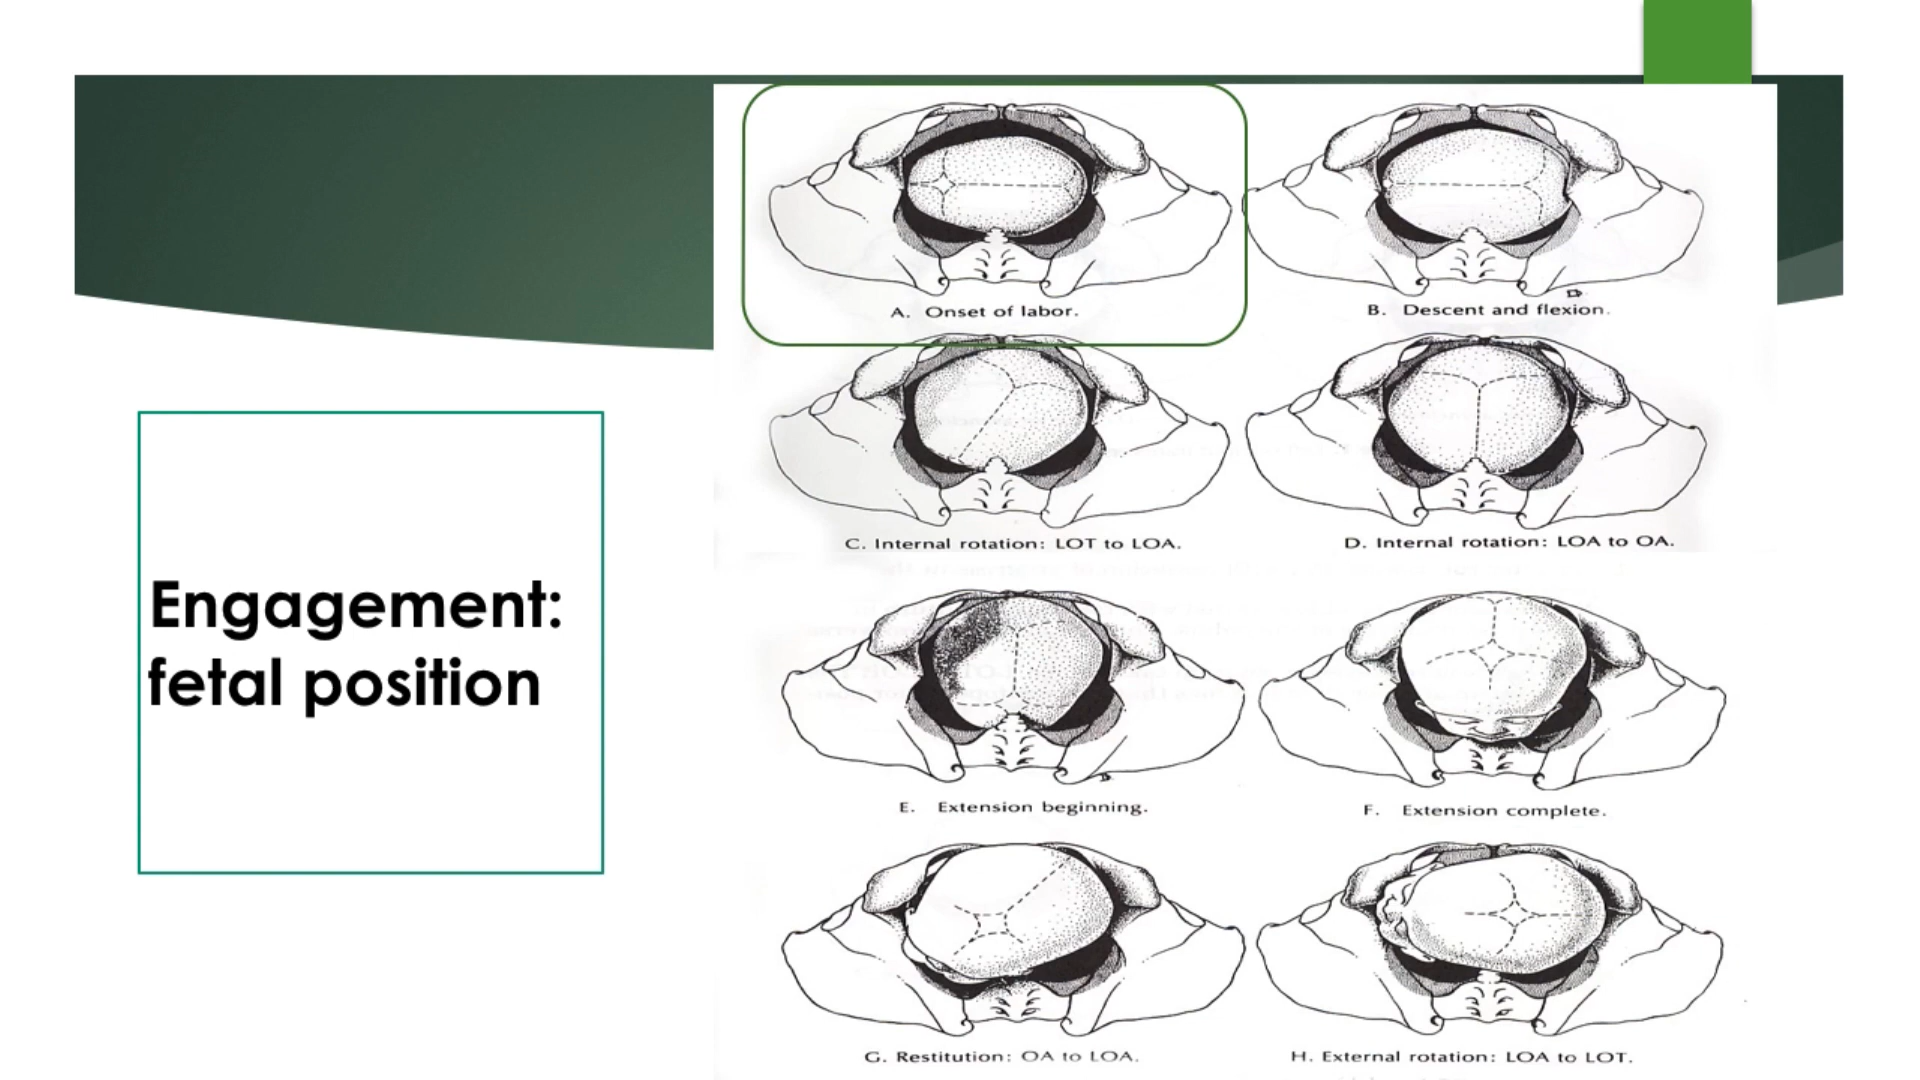 Engagement:
fetal position
A. Onset of labor.
B. Descent and flexion.
C. Internal rotation: LOT to LOA.
D. Internal rotation: LOA to OA.
E. Extension beginning.
F. Extension complete.
G. Restitution: OA to LOA.
H. External rotation: LOA to LOT.